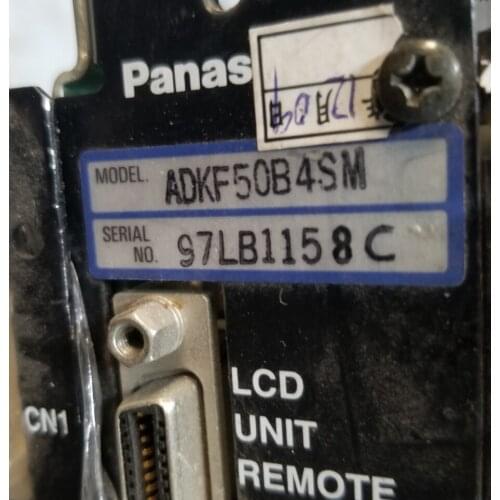 Panas
MODEL. ADKF50B4SM
SERIAL NO. 97LB1158C
CN1
LCD
UNIT
REMOTE